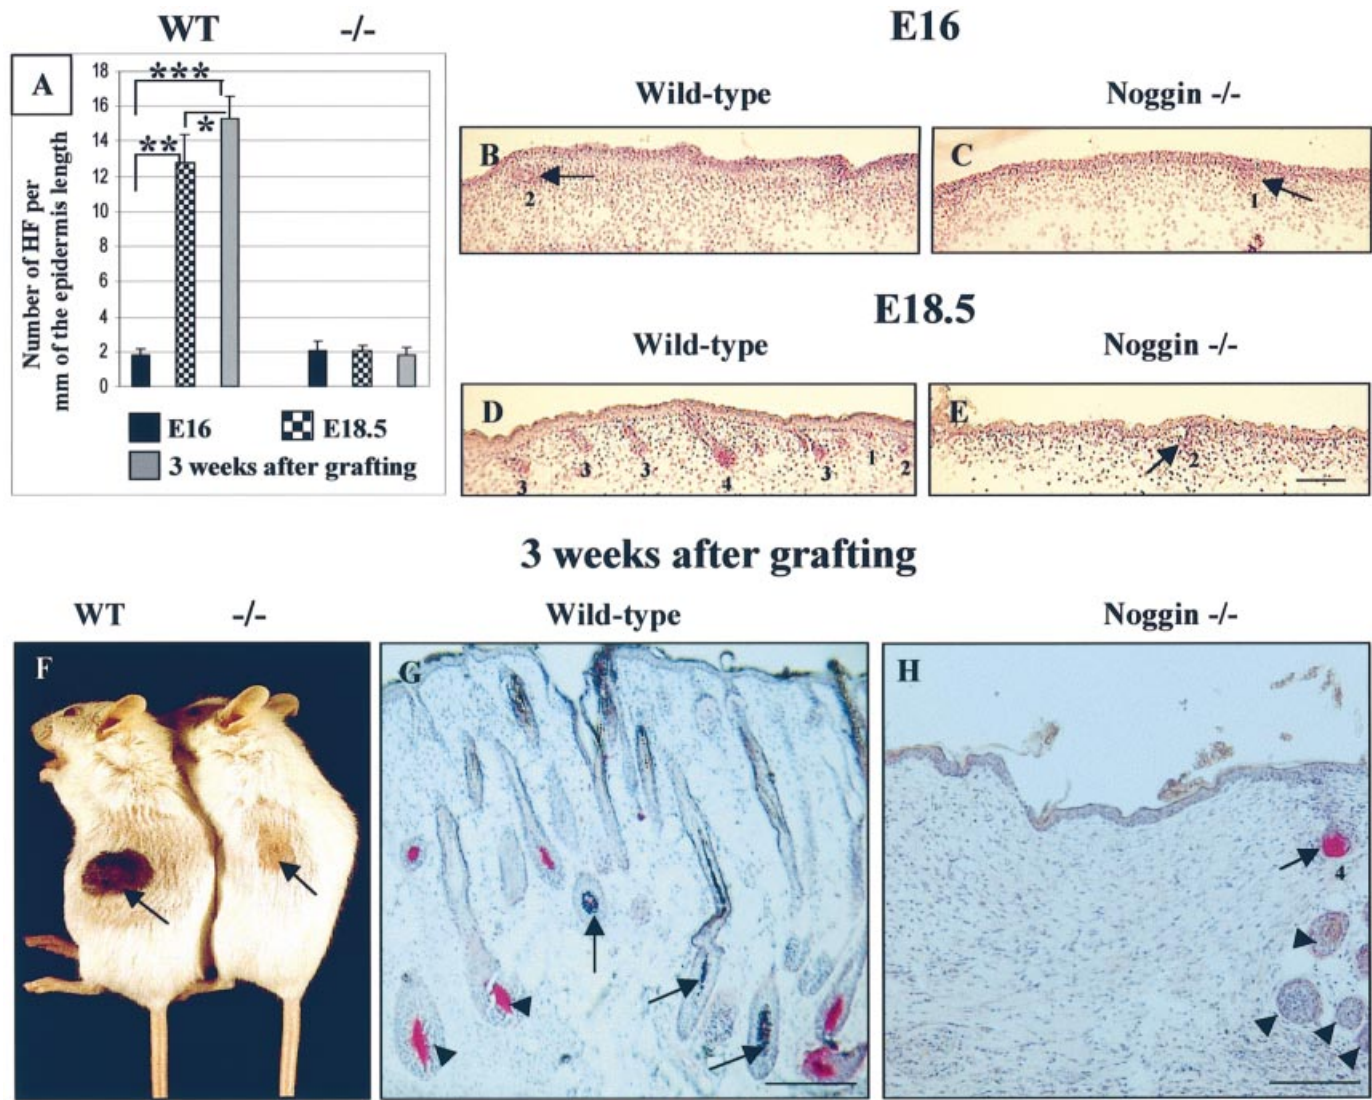 WT -/-
A
***
*
**
18
16
14
12
10
8
6
4
2
0
Number of HF per
mm of the epidermis length
E16 E18.5
3 weeks after grafting
E16
Wild-type Noggin -/-
B
2
C
1
E18.5
Wild-type Noggin -/-
D
3 3 3 4 3 1 2
E
1 2
3 weeks after grafting
WT -/- Wild-type Noggin -/-
F
G
H
4